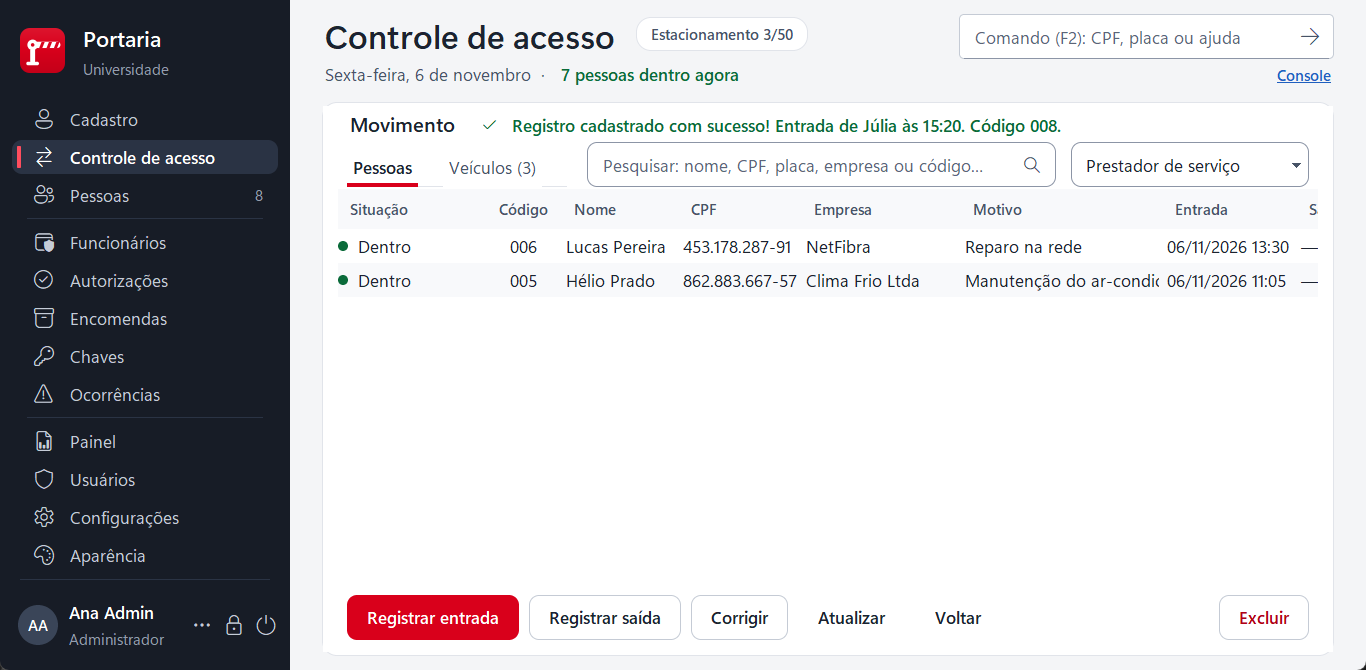 Portaria
Universidade
Cadastro
Controle de acesso
Pessoas 8
Funcionários
Autorizações
Encomendas
Chaves
Ocorrências
Painel
Usuários
Configurações
Aparência
AA
Ana Admin
Administrador
Controle de acesso
Estacionamento 3/50
Comando (F2): CPF, placa ou ajuda
Sexta-feira, 6 de novembro · 7 pessoas dentro agora
Console
Movimento
Registro cadastrado com sucesso! Entrada de Júlia às 15:20. Código 008.
Pessoas Veículos (3)
Pesquisar: nome, CPF, placa, empresa ou código...
Prestador de serviço
Situação Código Nome CPF Empresa Motivo Entrada
Dentro 006 Lucas Pereira 453.178.287-91 NetFibra Reparo na rede 06/11/2026 13:30 —
Dentro 005 Hélio Prado 862.883.667-57 Clima Frio Ltda Manutenção do ar-condic 06/11/2026 11:05 —
Registrar entrada Registrar saída Corrigir Atualizar Voltar Excluir